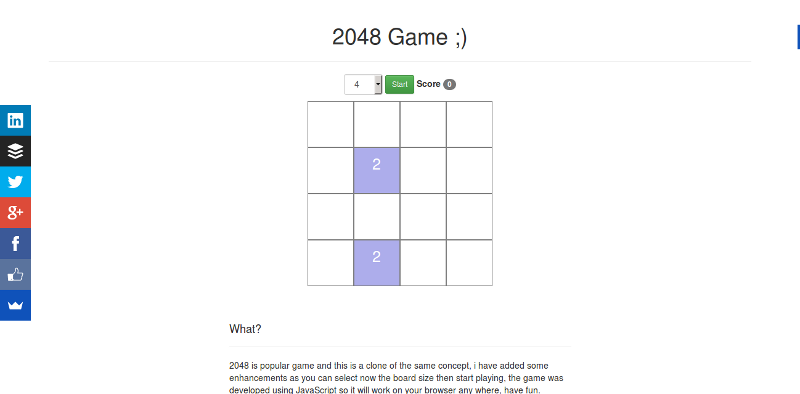 2048 Game ;)
4 Start Score 0
2
2
What?
2048 is popular game and this is a clone of the same concept, i have added some
enhancements as you can select now the board size then start playing, the game was
developed using JavaScript so it will work on your browser any where, have fun.
in
g+
f